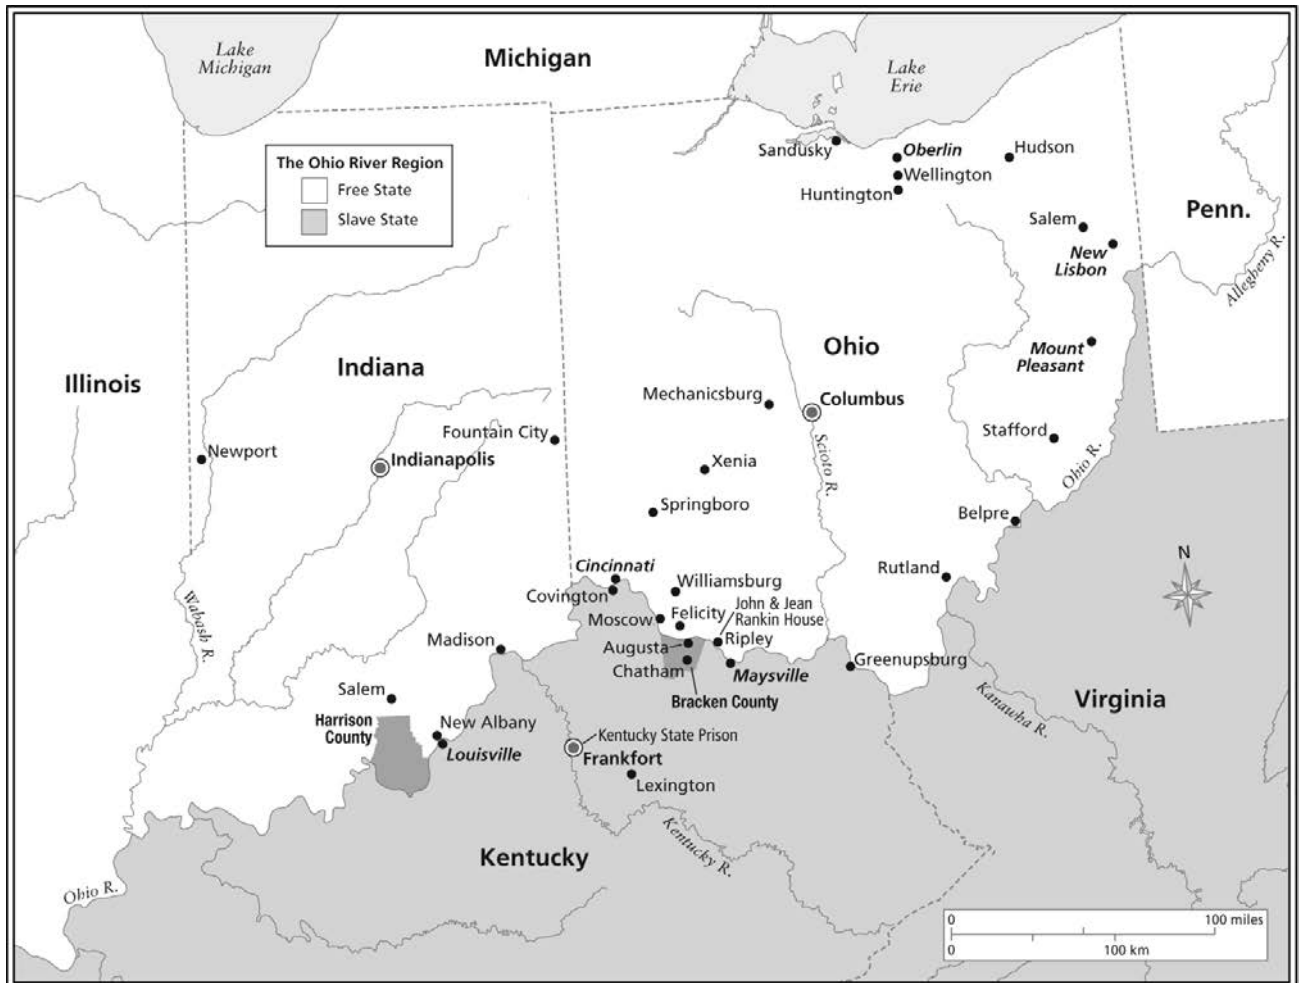 Lake
Michigan
Michigan
Lake
Erie
The Ohio River Region
Free State
Slave State
Sandusky
Oberlin
Wellington
Huntington
Hudson
Salem
New
Lisbon
Penn.
Allegheny R.
Illinois
Indiana
Ohio
Mount
Pleasant
Mechanicsburg
Columbus
Scioto R.
Stafford
Ohio R.
Newport
Fountain City
Indianapolis
Xenia
Springboro
Belpre
Rutland
N
Cincinnati
Covington
Williamsburg
Moscow
Felicity
John & Jean
Rankin House
Ripley
Augusta
Chatham
Maysville
Bracken County
Greenupsburg
Wabash R.
Madison
Salem
Harrison
County
New Albany
Louisville
Kentucky State Prison
Frankfort
Lexington
Kanawha R.
Virginia
Kentucky
Kentucky R.
Ohio R.
0 100 miles
0 100 km